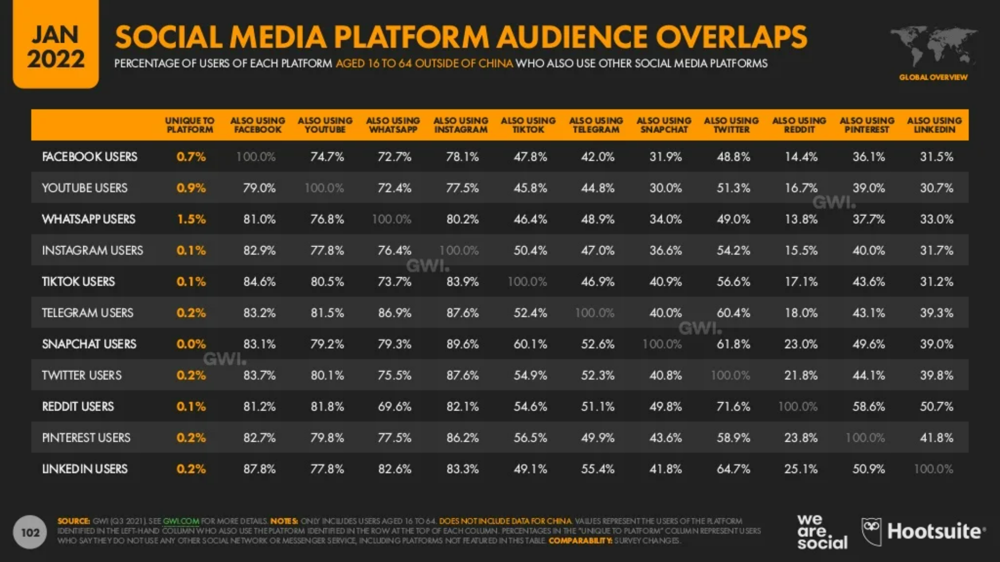 JAN
2022
SOCIAL MEDIA PLATFORM AUDIENCE OVERLAPS
PERCENTAGE OF USERS OF EACH PLATFORM AGED 16 TO 64 OUTSIDE OF CHINA WHO ALSO USE OTHER SOCIAL MEDIA PLATFORMS
GLOBAL OVERVIEW
UNIQUE TO PLATFORM ALSO USING FACEBOOK ALSO USING YOUTUBE ALSO USING WHATSAPP ALSO USING INSTAGRAM ALSO USING TIKTOK ALSO USING TELEGRAM ALSO USING SNAPCHAT ALSO USING TWITTER ALSO USING REDDIT ALSO USING PINTEREST ALSO USING LINKEDIN
FACEBOOK USERS 0.7% 100.0% 74.7% 72.7% 78.1% 47.8% 42.0% 31.9% 48.8% 14.4% 36.1% 31.5%
YOUTUBE USERS 0.9% 79.0% 100.0% 72.4% 77.5% 45.8% 44.8% 30.0% 51.3% 16.7% 39.0% 30.7%
GWI.
WHATSAPP USERS 1.5% 81.0% 76.8% 100.0% 80.2% 46.4% 48.9% 34.0% 49.0% 13.8% 37.7% 33.0%
INSTAGRAM USERS 0.1% 82.9% 77.8% 76.4% 100.0% 50.4% 47.0% 36.6% 54.2% 15.5% 40.0% 31.7%
GWI.
TIKTOK USERS 0.1% 84.6% 80.5% 73.7% 83.9% 100.0% 46.9% 40.9% 56.6% 17.1% 43.6% 31.2%
TELEGRAM USERS 0.2% 83.2% 81.5% 86.9% 87.6% 52.4% 100.0% 40.0% 60.4% 18.0% 43.1% 39.3%
GWI.
SNAPCHAT USERS 0.0% 83.1% 79.2% 79.3% 89.6% 60.1% 52.6% 100.0% 61.8% 23.0% 49.6% 39.0%
GWI.
TWITTER USERS 0.2% 83.7% 80.1% 75.5% 87.6% 54.9% 52.3% 40.8% 100.0% 21.8% 44.1% 39.8%
REDDIT USERS 0.1% 81.2% 81.8% 69.6% 82.1% 54.6% 51.1% 49.8% 71.6% 100.0% 58.6% 50.7%
PINTEREST USERS 0.2% 82.7% 79.8% 77.5% 86.2% 56.5% 49.9% 43.6% 58.9% 23.8% 100.0% 41.8%
LINKEDIN USERS 0.2% 87.8% 77.8% 82.6% 83.3% 49.1% 55.4% 41.8% 64.7% 25.1% 50.9% 100.0%
102
SOURCE: GWI (Q3 2021). SEE GWI.COM FOR MORE DETAILS. NOTES: ONLY INCLUDES USERS AGED 16 TO 64. DOES NOT INCLUDE DATA FOR CHINA. VALUES REPRESENT THE USERS OF THE PLATFORM
IDENTIFIED IN THE LEFT-HAND COLUMN WHO ALSO USE THE PLATFORM IDENTIFIED IN THE ROW AT THE TOP OF EACH COLUMN. PERCENTAGES IN THE "UNIQUE TO PLATFORM" COLUMN REPRESENT USERS
WHO SAY THEY DO NOT USE ANY OTHER SOCIAL NETWORK OR MESSENGER SERVICE, INCLUDING PLATFORMS NOT FEATURED IN THIS TABLE. COMPARABILITY: SURVEY CHANGES.
we
are.
social
Hootsuite®